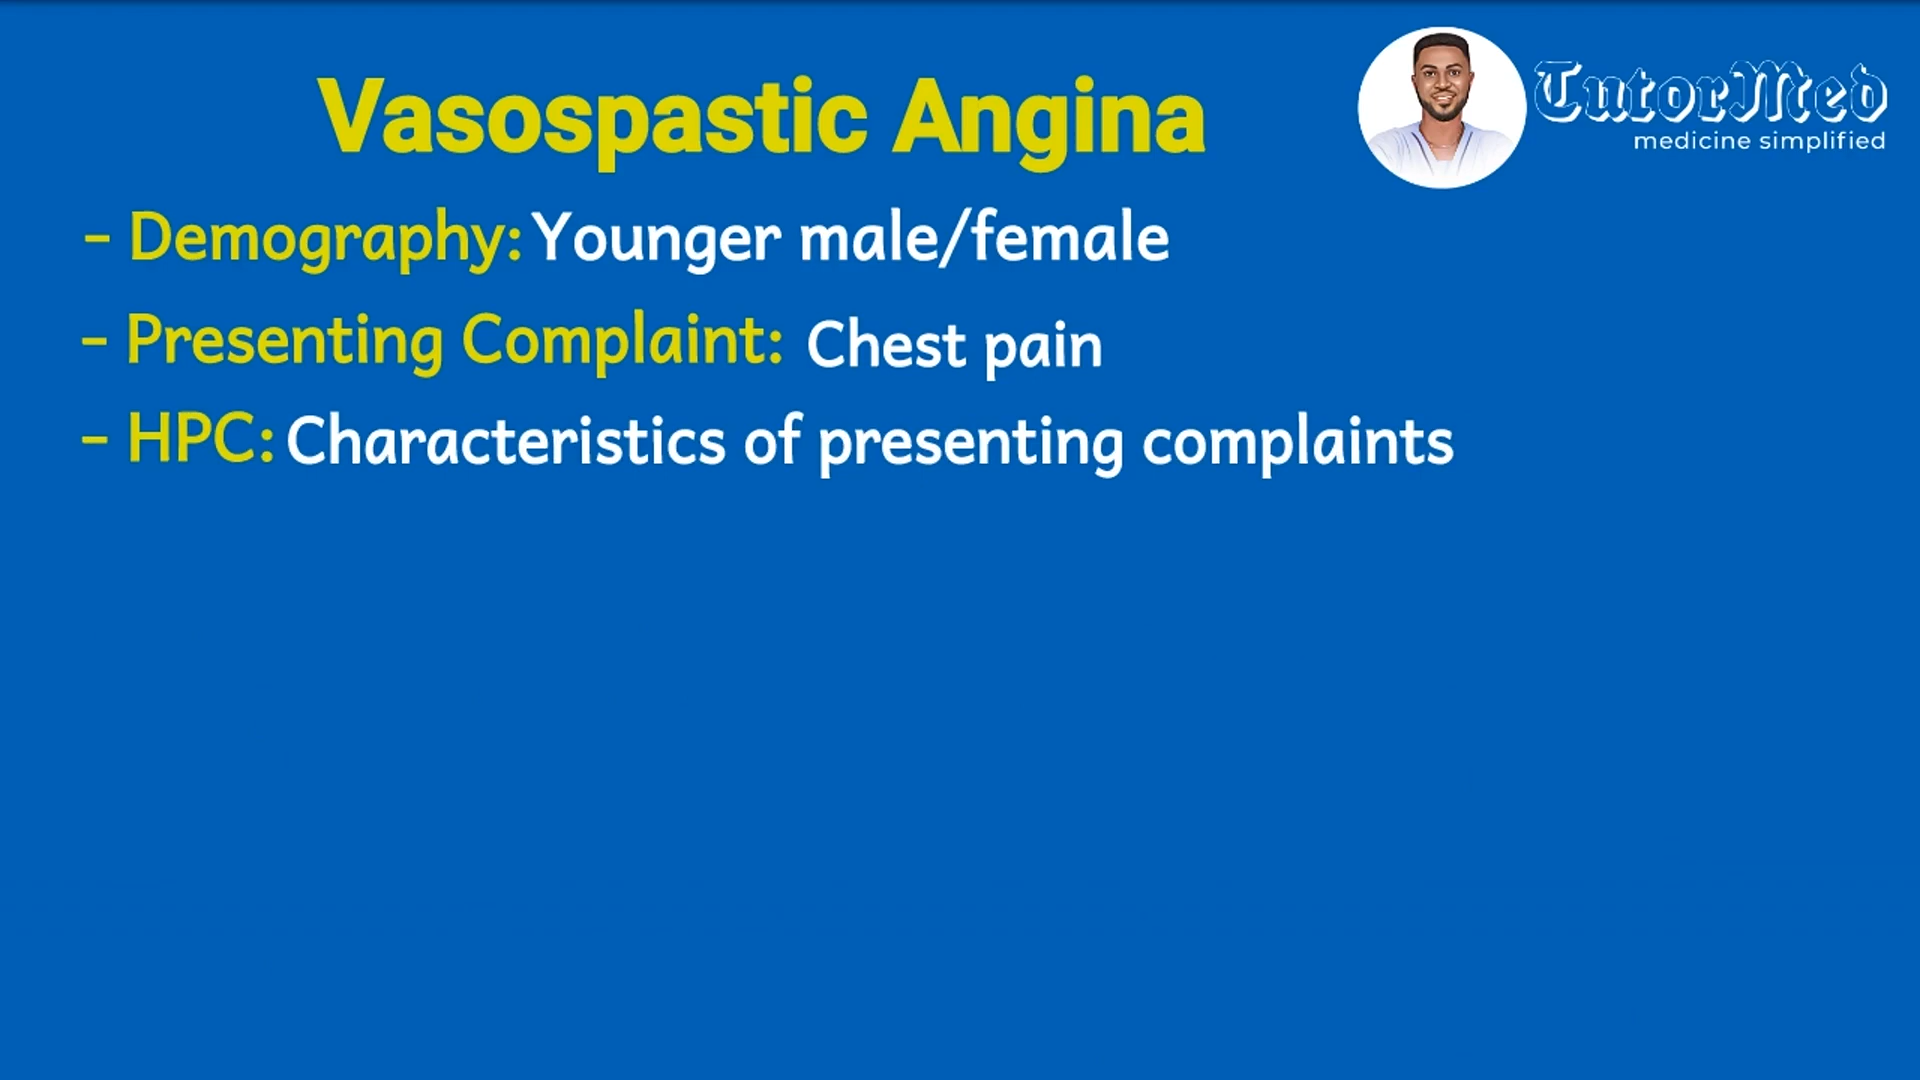 Vasospastic Angina
TutorMed
medicine simplified
- Demography: Younger male/female
- Presenting Complaint: Chest pain
- HPC: Characteristics of presenting complaints